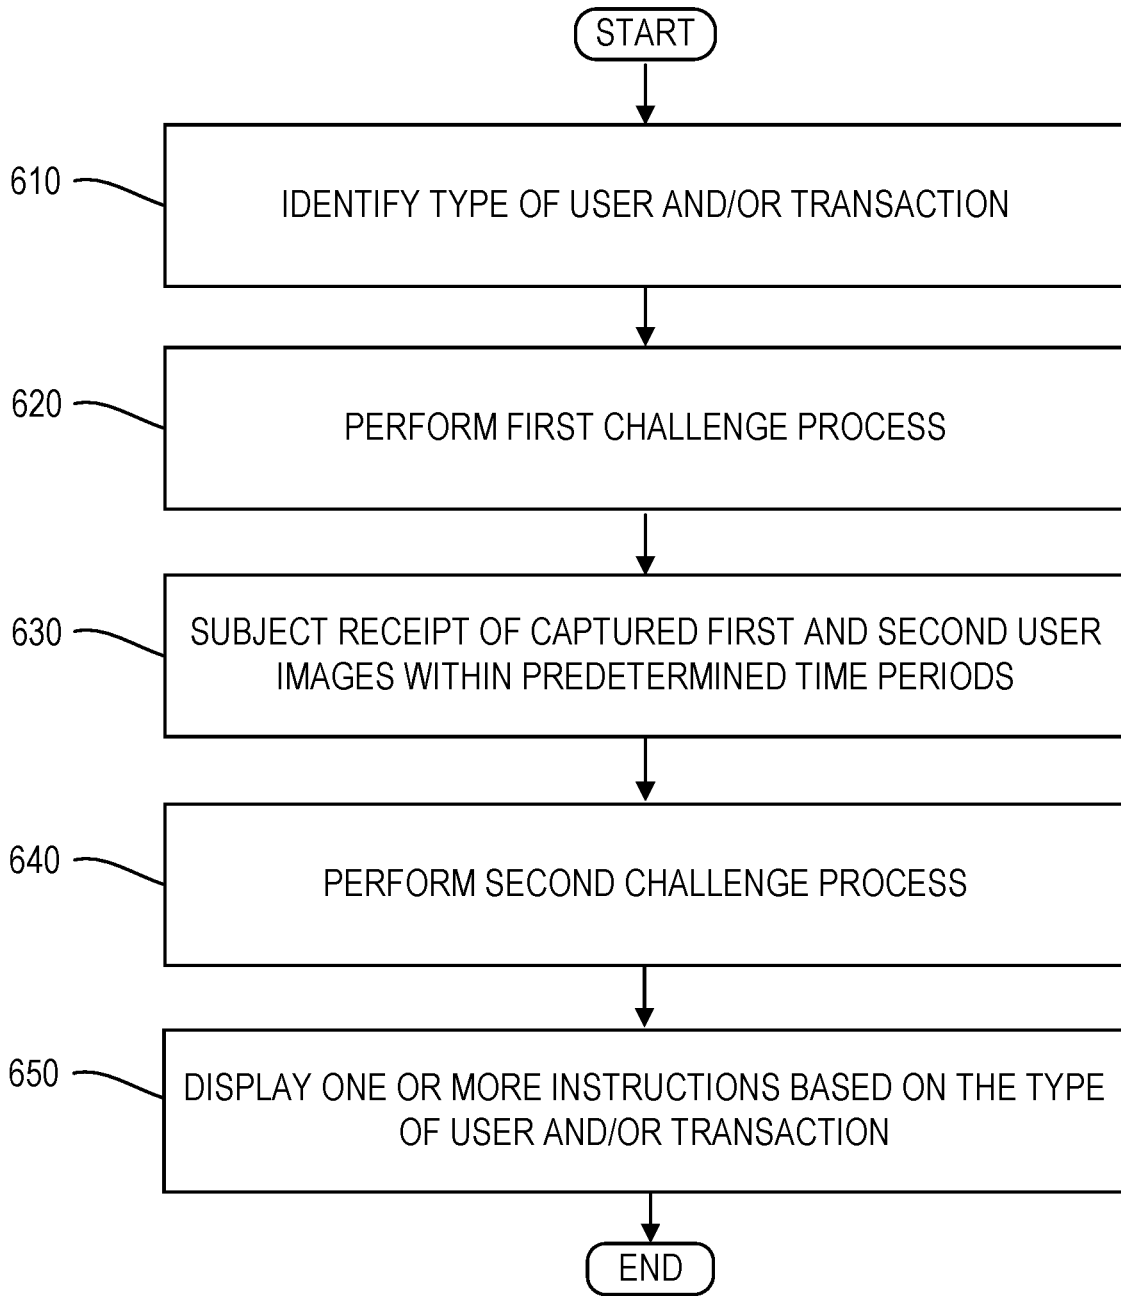 START
610
IDENTIFY TYPE OF USER AND/OR TRANSACTION
620
PERFORM FIRST CHALLENGE PROCESS
630
SUBJECT RECEIPT OF CAPTURED FIRST AND SECOND USER
IMAGES WITHIN PREDETERMINED TIME PERIODS
640
PERFORM SECOND CHALLENGE PROCESS
650
DISPLAY ONE OR MORE INSTRUCTIONS BASED ON THE TYPE
OF USER AND/OR TRANSACTION
END